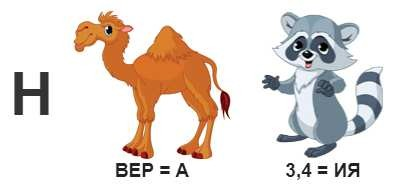 Н
ВЕР = А
3,4 = ИЯ